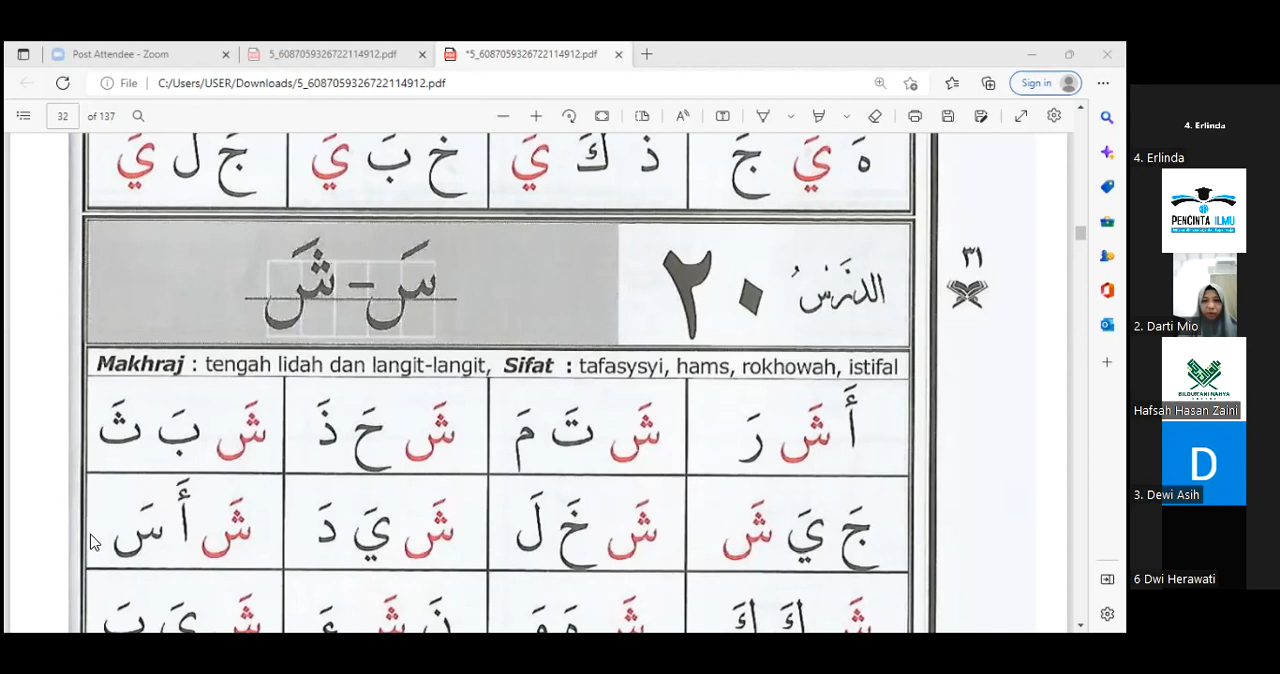 Post Attendee - Zoom
5_6087059326722114912.pdf
*5_6087059326722114912.pdf
File
C:/Users/USER/Downloads/5_6087059326722114912.pdf
Sign in
32 of 137
هَ يَ جَ
ذَ كَ يَ
خَ بَ يَ
جَ لَ يَ
٣١
الدَّرْسُ ٢٠
سَ - شَ
Makhraj : tengah lidah dan langit-langit, Sifat : tafasysyi, hams, rokhowah, istifal
أَ شَ رَ
شَ تَ مَ
شَ حَ ذَ
شَ بَ ثَ
جَ يَ شَ
شَ خَ لَ
شَ يَ دَ
شَ أَ سَ
4. Erlinda
4. Erlinda
PENCINTA ILMU
2. Darti Mio
Hafsah Hasan Zaini
D
3. Dewi Asih
6 Dwi Herawati